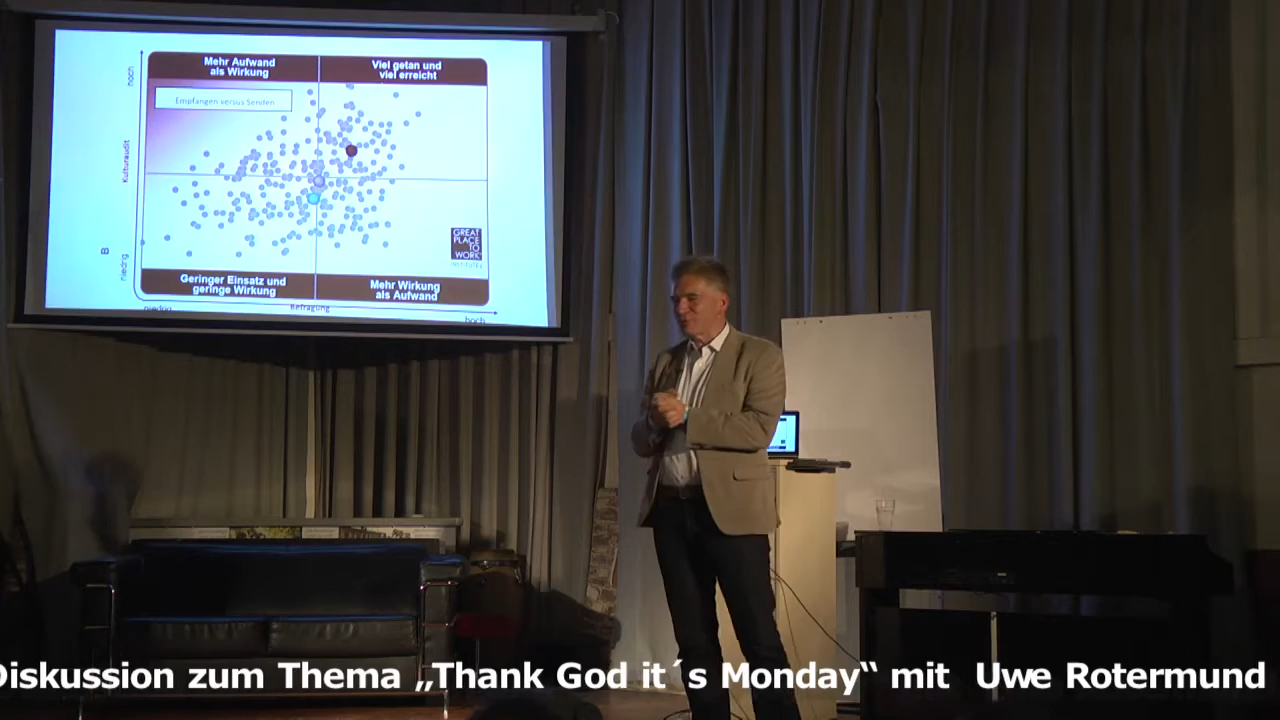 Mehr Aufwand
als Wirkung
Viel getan und
viel erreicht
Empfangen versus Senden
hoch
Kulturaudit
B
niedrig
GREAT
PLACE
TO
WORK
INSTITUTE
Geringer Einsatz und
geringe Wirkung
Mehr Wirkung
als Aufwand
niedrig
Befragung
hoch
Diskussion zum Thema „Thank God it´s Monday“ mit  Uwe Rotermund